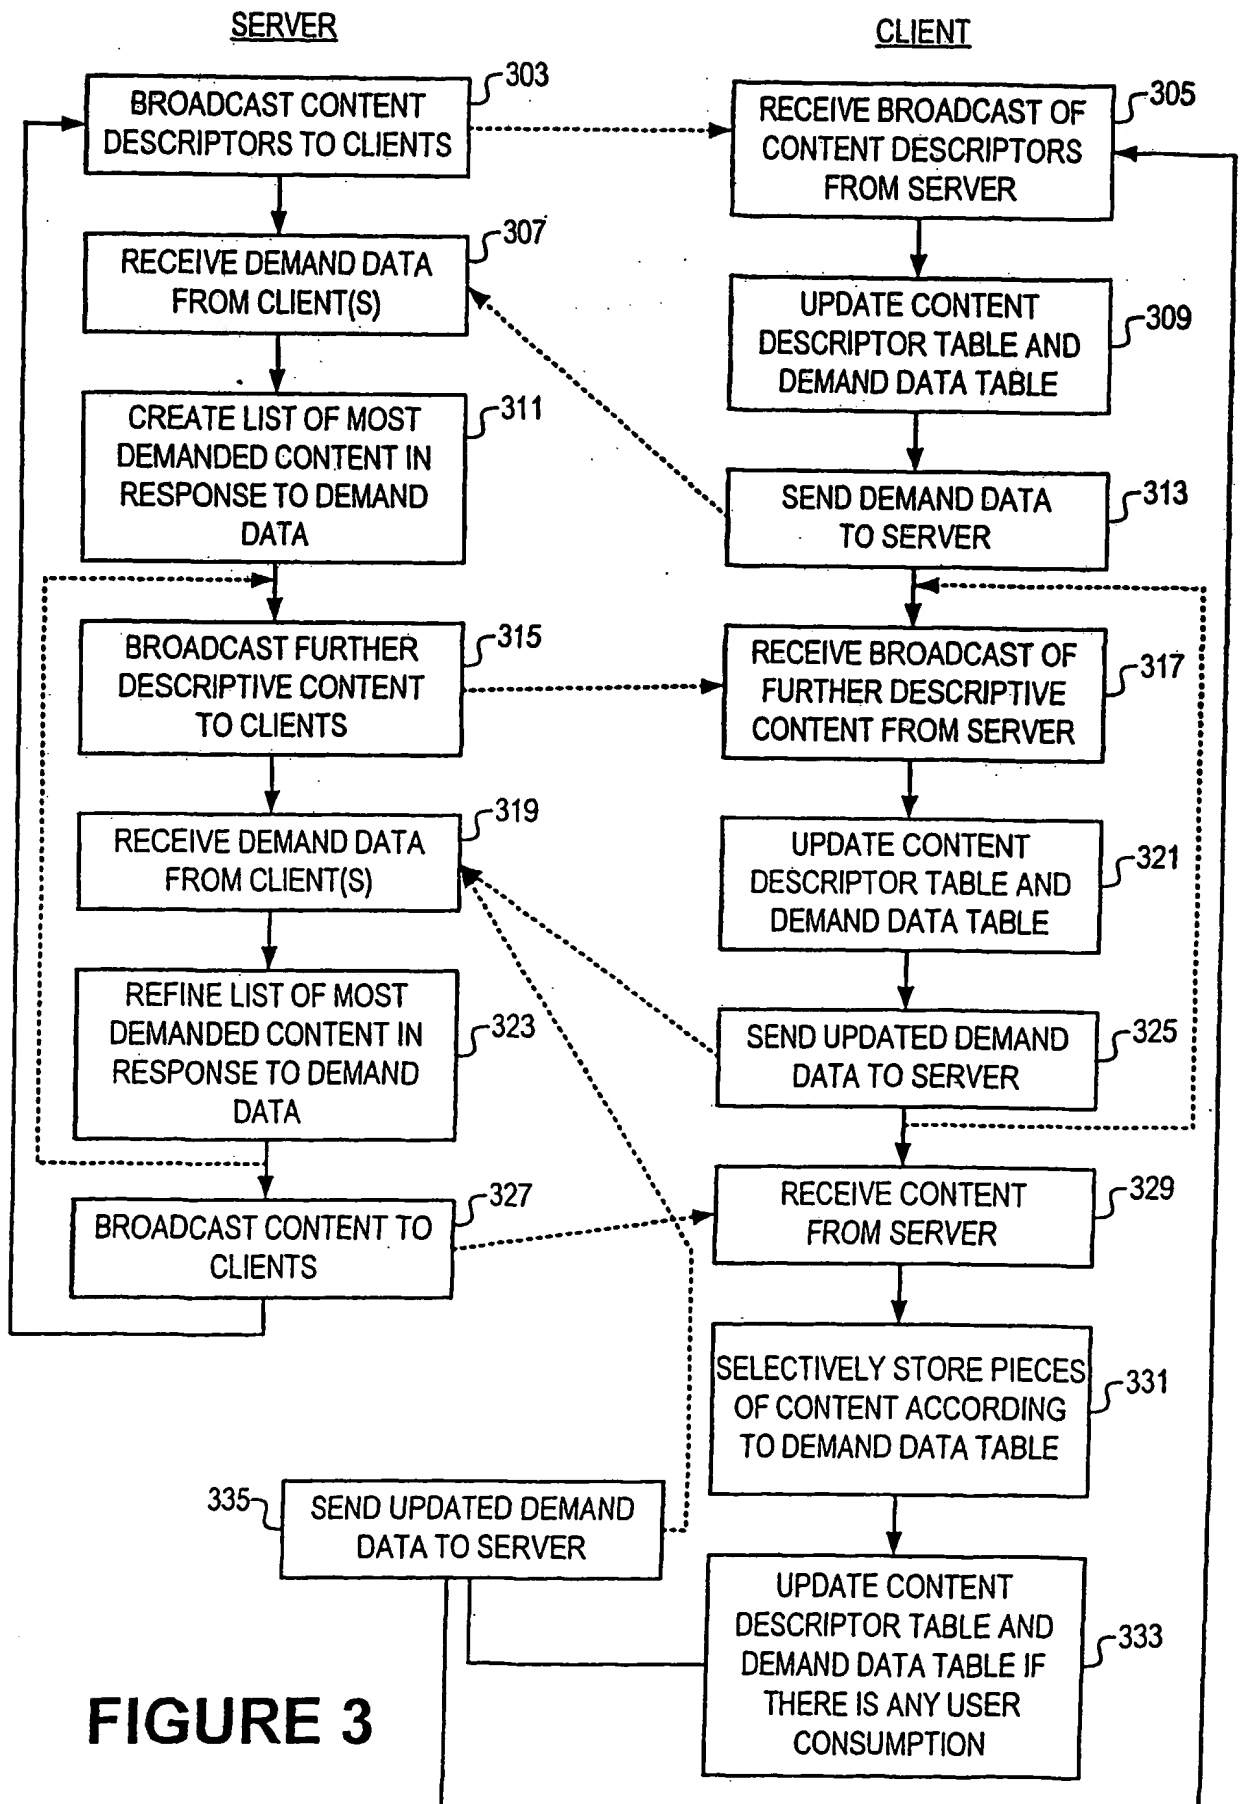 SERVER
CLIENT
303
BROADCAST CONTENT
DESCRIPTORS TO CLIENTS
305
RECEIVE BROADCAST OF
CONTENT DESCRIPTORS
FROM SERVER
307
RECEIVE DEMAND DATA
FROM CLIENT(S)
309
UPDATE CONTENT
DESCRIPTOR TABLE AND
DEMAND DATA TABLE
311
CREATE LIST OF MOST
DEMANDED CONTENT IN
RESPONSE TO DEMAND
DATA
313
SEND DEMAND DATA
TO SERVER
315
BROADCAST FURTHER
DESCRIPTIVE CONTENT
TO CLIENTS
317
RECEIVE BROADCAST OF
FURTHER DESCRIPTIVE
CONTENT FROM SERVER
319
RECEIVE DEMAND DATA
FROM CLIENT(S)
321
UPDATE CONTENT
DESCRIPTOR TABLE AND
DEMAND DATA TABLE
323
REFINE LIST OF MOST
DEMANDED CONTENT IN
RESPONSE TO DEMAND
DATA
325
SEND UPDATED DEMAND
DATA TO SERVER
327
BROADCAST CONTENT TO
CLIENTS
329
RECEIVE CONTENT
FROM SERVER
331
SELECTIVELY STORE PIECES
OF CONTENT ACCORDING
TO DEMAND DATA TABLE
335
SEND UPDATED DEMAND
DATA TO SERVER
333
UPDATE CONTENT
DESCRIPTOR TABLE AND
DEMAND DATA TABLE IF
THERE IS ANY USER
CONSUMPTION
FIGURE 3